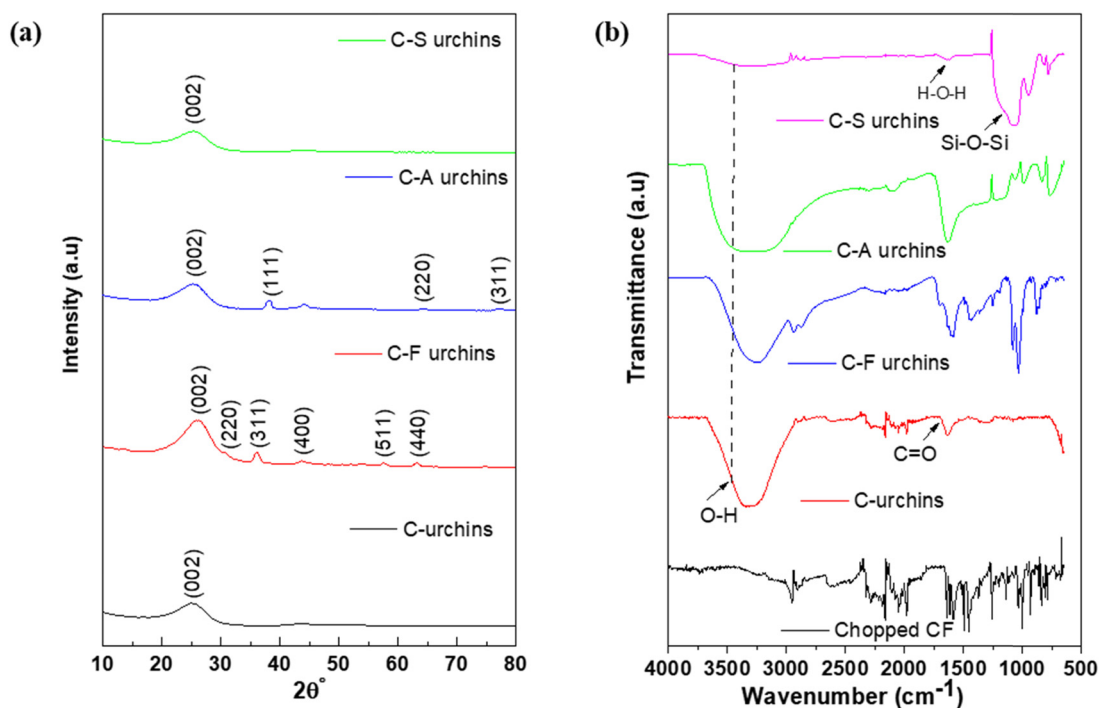 (a)
Intensity (a.u)
C-S urchins
(002)
C-A urchins
(002)
(111)
(220)
(311)
C-F urchins
(002)
(220)
(311)
(400)
(511)
(440)
C-urchins
(002)
10 20 30 40 50 60 70 80
2θ°
(b)
Transmittance (a.u)
H-O-H
C-S urchins
Si-O-Si
C-A urchins
C-F urchins
C=O
O-H
C-urchins
Chopped CF
4000 3500 3000 2500 2000 1500 1000 500
Wavenumber (cm-1)